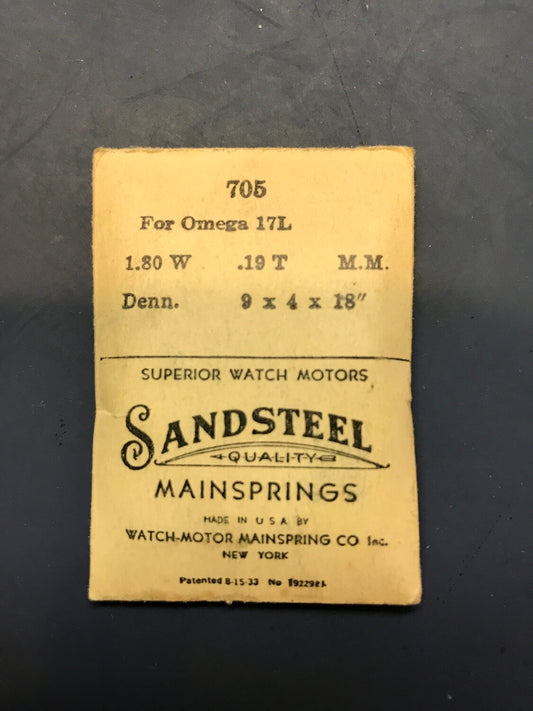 705
For Omega 17L
1.80 W .19 T M.M.
Denn. 9 x 4 x 18"
SUPERIOR WATCH MOTORS
SANDSTEEL
QUALITY
MAINSPRINGS
MADE IN U S A BY
WATCH-MOTOR MAINSPRING CO Inc.
NEW YORK
Patented 8-15-33 No 1922921